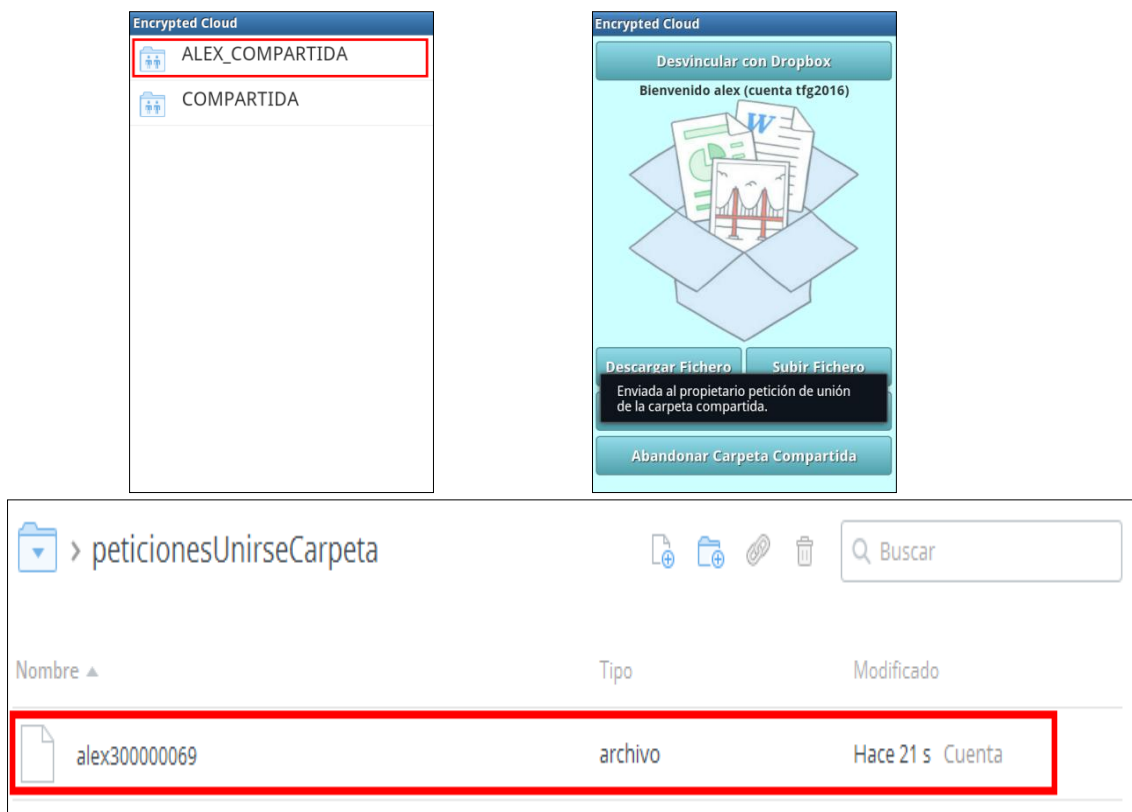 Encrypted Cloud
ALEX_COMPARTIDA
COMPARTIDA
Encrypted Cloud
Desvincular con Dropbox
Bienvenido alex (cuenta tfg2016)
W
Descargar Fichero
Subir Fichero
Enviada al propietario petición de unión
de la carpeta compartida.
Abandonar Carpeta Compartida
> peticionesUnirseCarpeta
Buscar
Nombre
Tipo
Modificado
alex300000069
archivo
Hace 21 s Cuenta